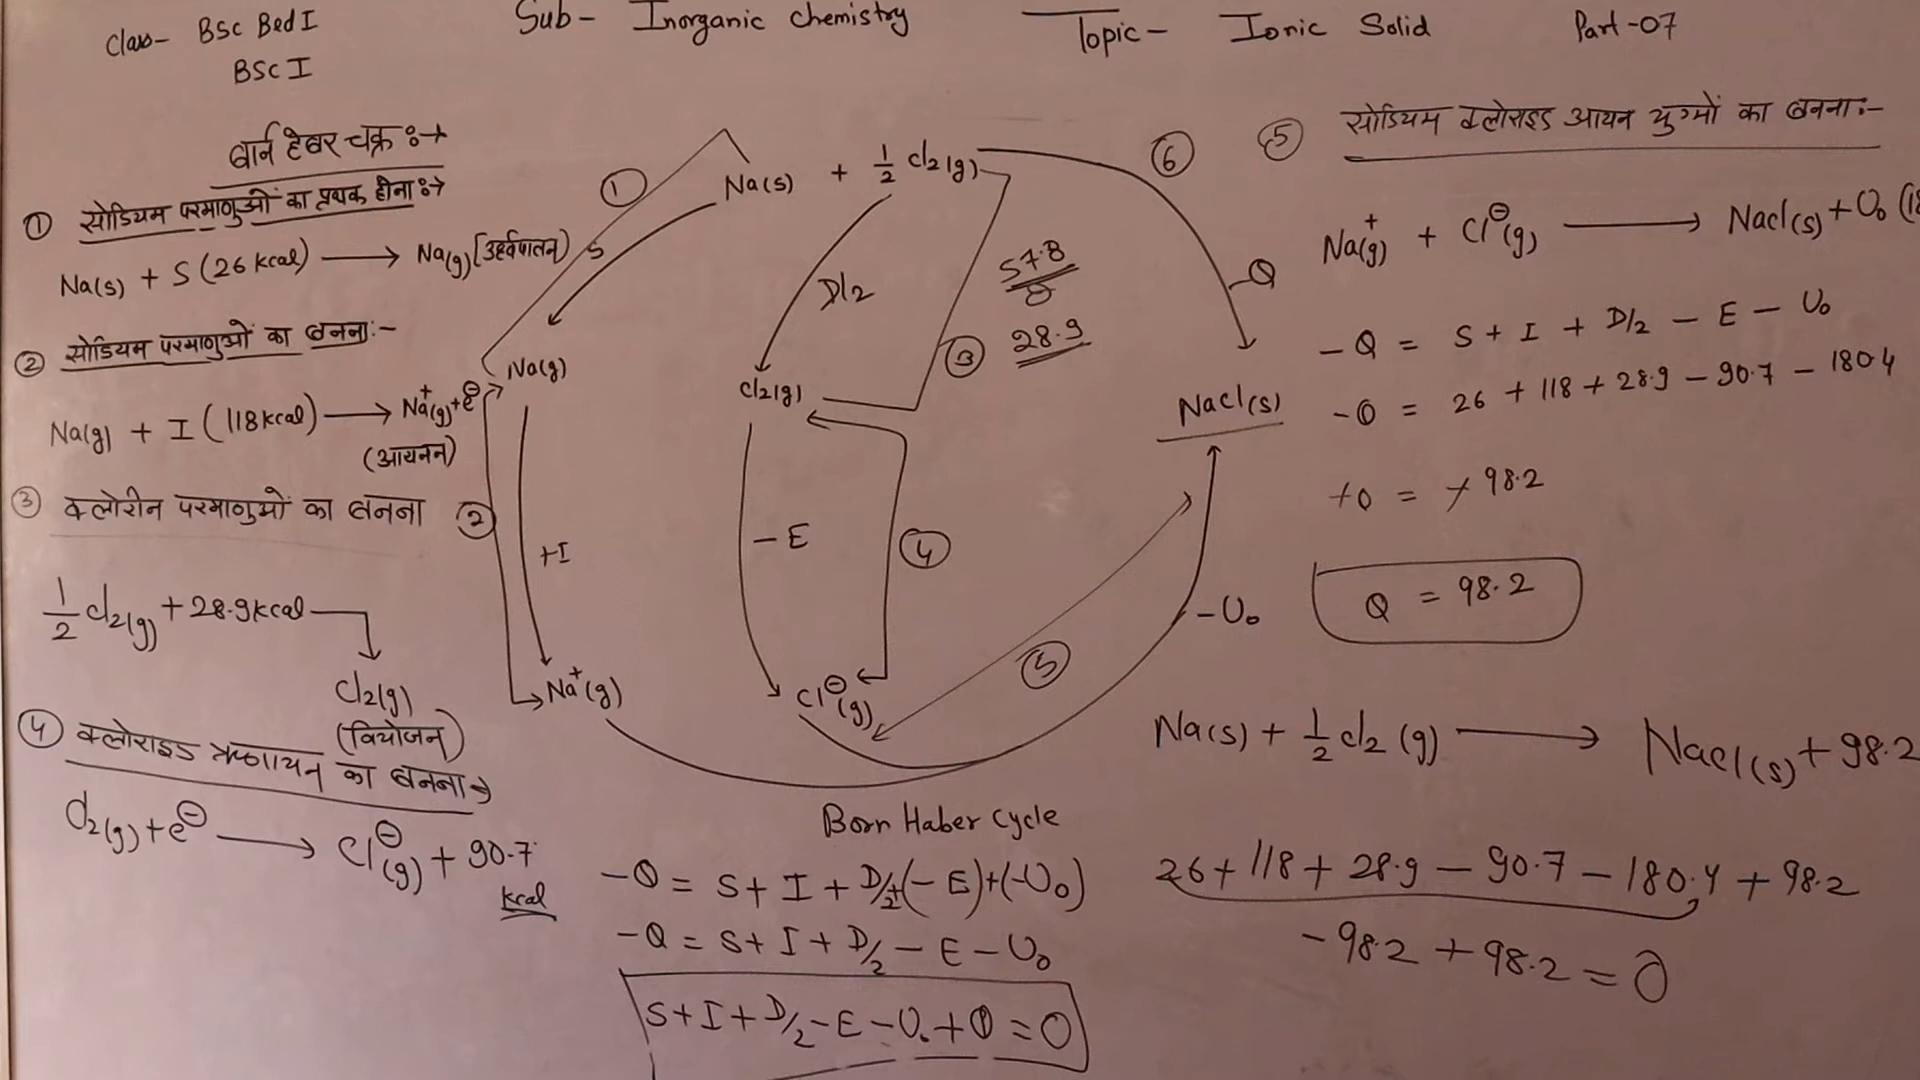 Class- BSc Bed I
BSc I
Sub- Inorganic chemistry
Topic- Ionic Solid
Part-07
बार्न हैबर चक्र :→
① सोडियम परमाणुओं का प्रथक होना :→
Na(s) + S (26 kcal) ⟶ Na(g) [उर्ध्वपातन]
② सोडियम परमाणुओं का बनना :-
Na(g) + I (118 kcal) ⟶ Na⁺(g) + e⊖
(आयनन)
③ क्लोरीन परमाणुओं का बनना
1/2 Cl2(g) + 28.9 kcal
Cl2(g)
(वियोजन)
④ क्लोराइड ऋणायन का बनना →
Cl2(g) + e⊖ ⟶ Cl⊖(g) + 90.7
kcal
Na(s) + 1/2 Cl2(g)
① S
D/2
57.8/2
28.9
③
⑥
-Q
Na(g)
Cl2(g)
NaCl(s)
②
+I
-E
④
⑤
-U₀
Na⁺(g)
Cl⊖(g)
Born Haber Cycle
-Q = S + I + D/2 + (-E) + (-U₀)
-Q = S + I + D/2 - E - U₀
S + I + D/2 - E - U₀ + Q = 0
⑤ सोडियम क्लोराइड आयन युग्मों का बनना :-
Na⁺(g) + Cl⊖(g) ⟶ NaCl(s) + U₀ (18
-Q = S + I + D/2 - E - U₀
-Q = 26 + 118 + 28.9 - 90.7 - 180.4
+Q = + 98.2
Q = 98.2
Na(s) + 1/2 Cl2 (g) ⟶ NaCl(s) + 98.2
26 + 118 + 28.9 - 90.7 - 180.4 + 98.2
-98.2 + 98.2 = 0